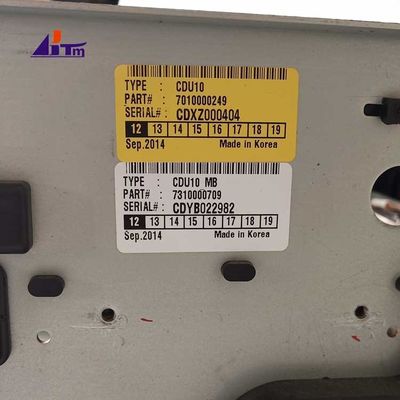 AITm
TYPE : CDU10
PART# : 7010000249
SERIAL# : CDXZ000404
12 13 14 15 16 17 18 19
Sep.2014 Made in Korea
TYPE : CDU10 MB
PART# : 7310000709
SERIAL# : CDYB022982
12 13 14 15 16 17 18 19
Sep.2014 Made in Korea